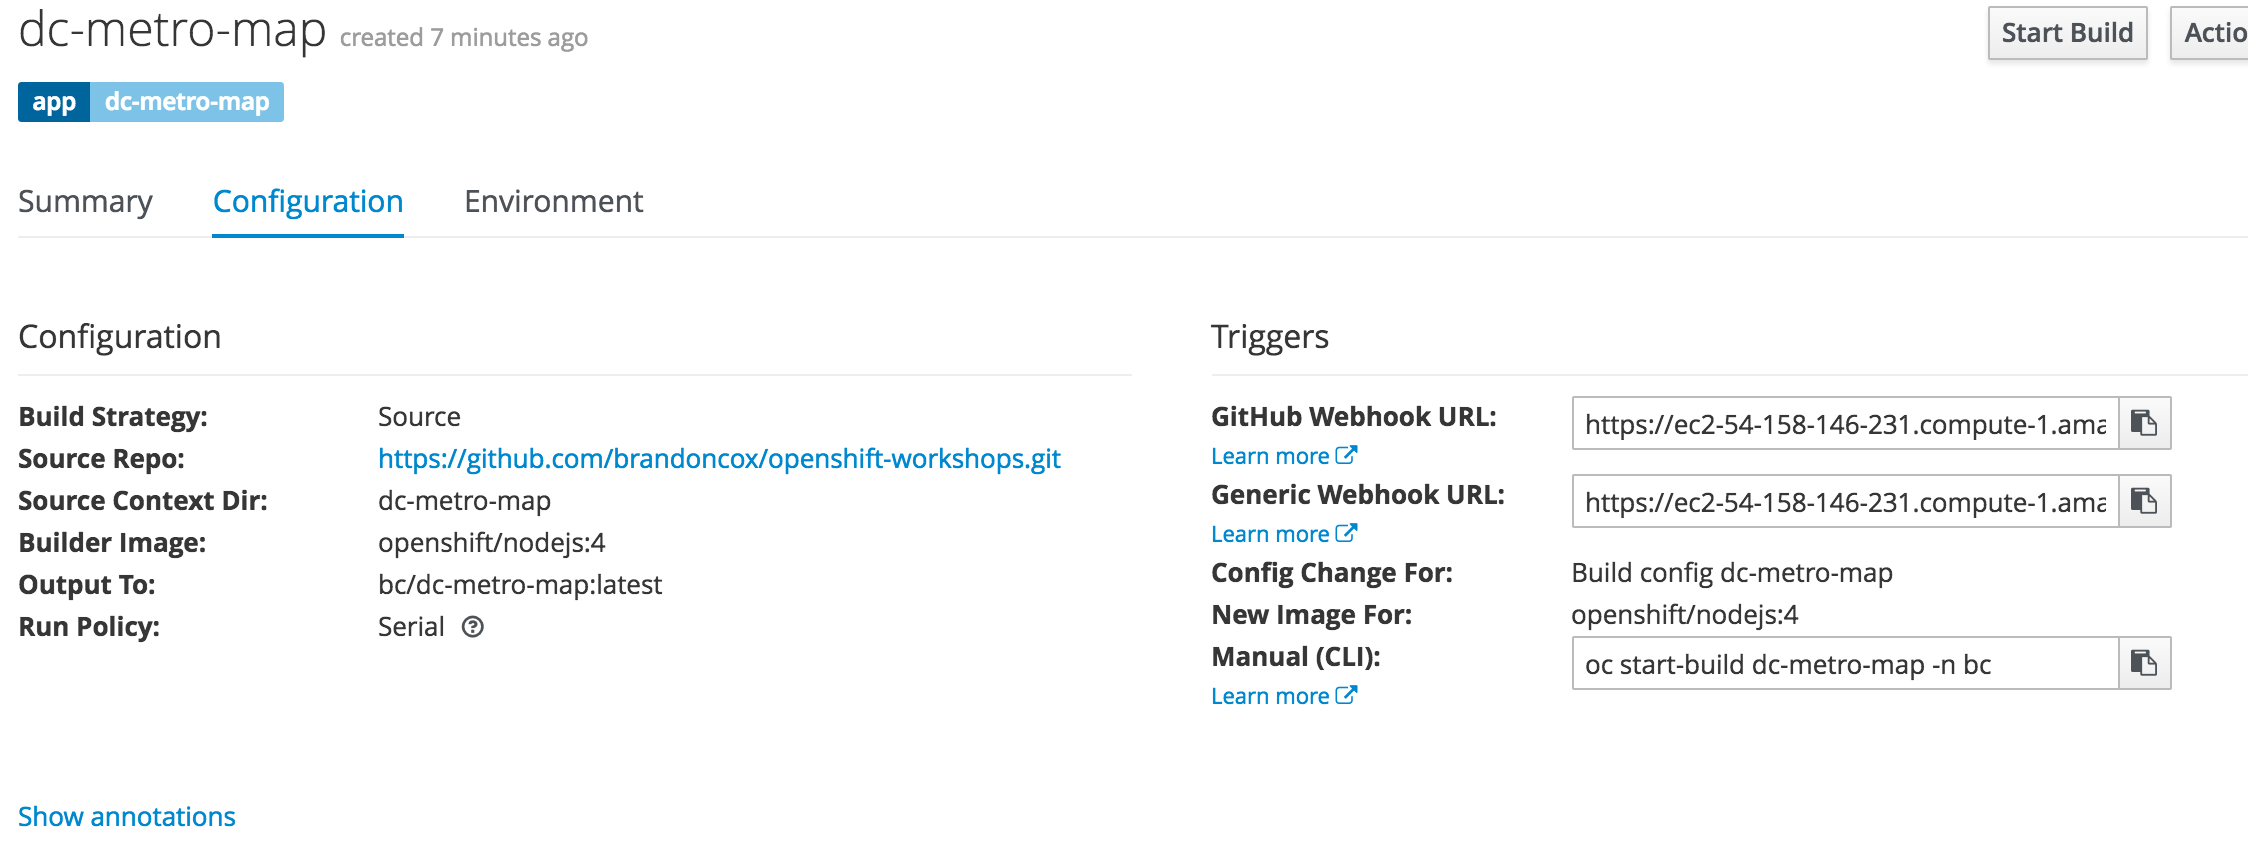 dc-metro-map created 7 minutes ago
Start Build
Actio
app dc-metro-map
Summary
Configuration
Environment
Configuration
Build Strategy: Source
Source Repo: https://github.com/brandoncox/openshift-workshops.git
Source Context Dir: dc-metro-map
Builder Image: openshift/nodejs:4
Output To: bc/dc-metro-map:latest
Run Policy: Serial
Triggers
GitHub Webhook URL: https://ec2-54-158-146-231.compute-1.ama
Learn more
Generic Webhook URL: https://ec2-54-158-146-231.compute-1.ama
Learn more
Config Change For: Build config dc-metro-map
New Image For: openshift/nodejs:4
Manual (CLI): oc start-build dc-metro-map -n bc
Learn more
Show annotations